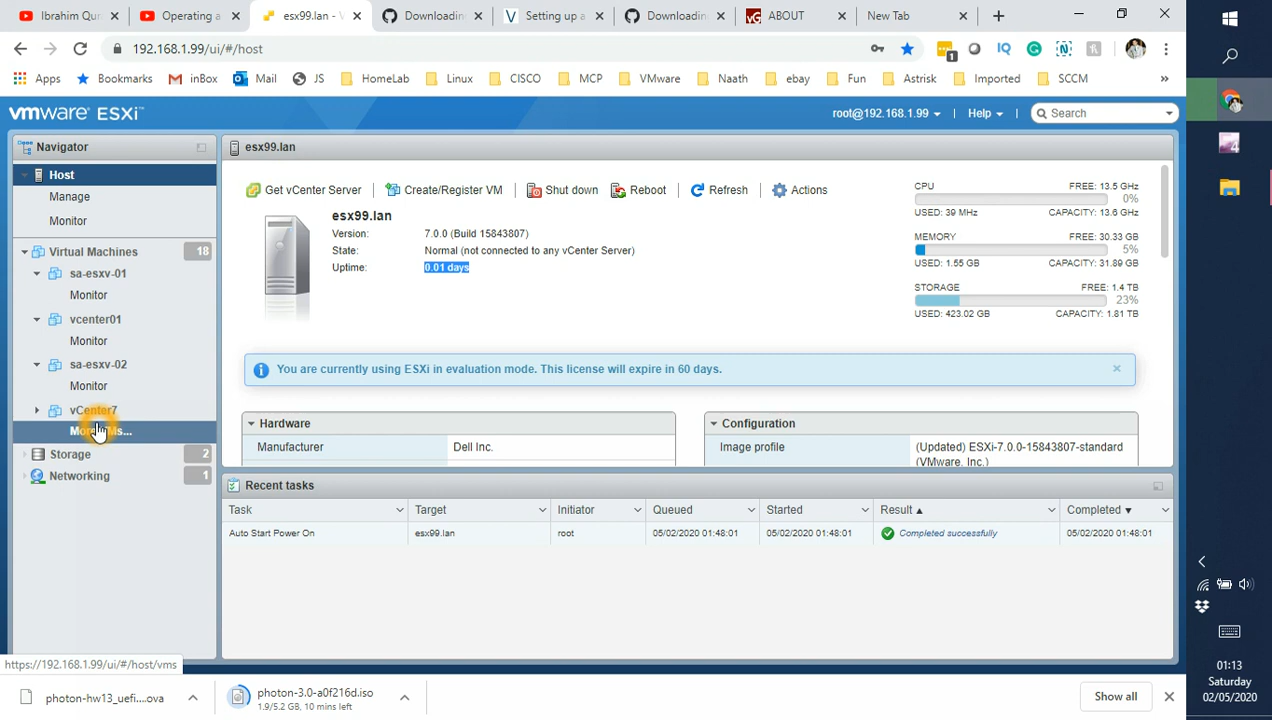 Ibrahim Qu
Operating a
esx99.lan - V
Downloadin
Setting up a
Downloadin
ABOUT
New Tab
192.168.1.99/ui/#/host
1
IQ
Apps
Bookmarks
inBox
Mail
JS
HomeLab
Linux
CISCO
MCP
VMware
Naath
ebay
Fun
Astrisk
Imported
SCCM
»
vmware ESXi™
root@192.168.1.99
Help
Search
Navigator
Host
Manage
Monitor
Virtual Machines 18
sa-esxv-01
Monitor
vcenter01
Monitor
sa-esxv-02
Monitor
vCenter7
Storage 2
Networking 1
esx99.lan
Get vCenter Server
Create/Register VM
Shut down
Reboot
Refresh
Actions
esx99.lan
Version: 7.0.0 (Build 15843807)
State: Normal (not connected to any vCenter Server)
Uptime: 0.01 days
CPU FREE: 13.5 GHz
0%
USED: 39 MHz CAPACITY: 13.6 GHz
MEMORY FREE: 30.33 GB
5%
USED: 1.55 GB CAPACITY: 31.89 GB
STORAGE FREE: 1.4 TB
23%
USED: 423.02 GB CAPACITY: 1.81 TB
You are currently using ESXi in evaluation mode. This license will expire in 60 days.
Hardware
Manufacturer Dell Inc.
Configuration
Image profile (Updated) ESXi-7.0.0-15843807-standard
(VMware, Inc.)
Recent tasks
Task Target Initiator Queued Started Result Completed
Auto Start Power On esx99.lan root 05/02/2020 01:48:01 05/02/2020 01:48:01 Completed successfully 05/02/2020 01:48:01
https://192.168.1.99/ui/#/host/vms
photon-hw13_uefi....ova
photon-3.0-a0f216d.iso
1.9/5.2 GB, 10 mins left
Show all
01:13
Saturday
02/05/2020